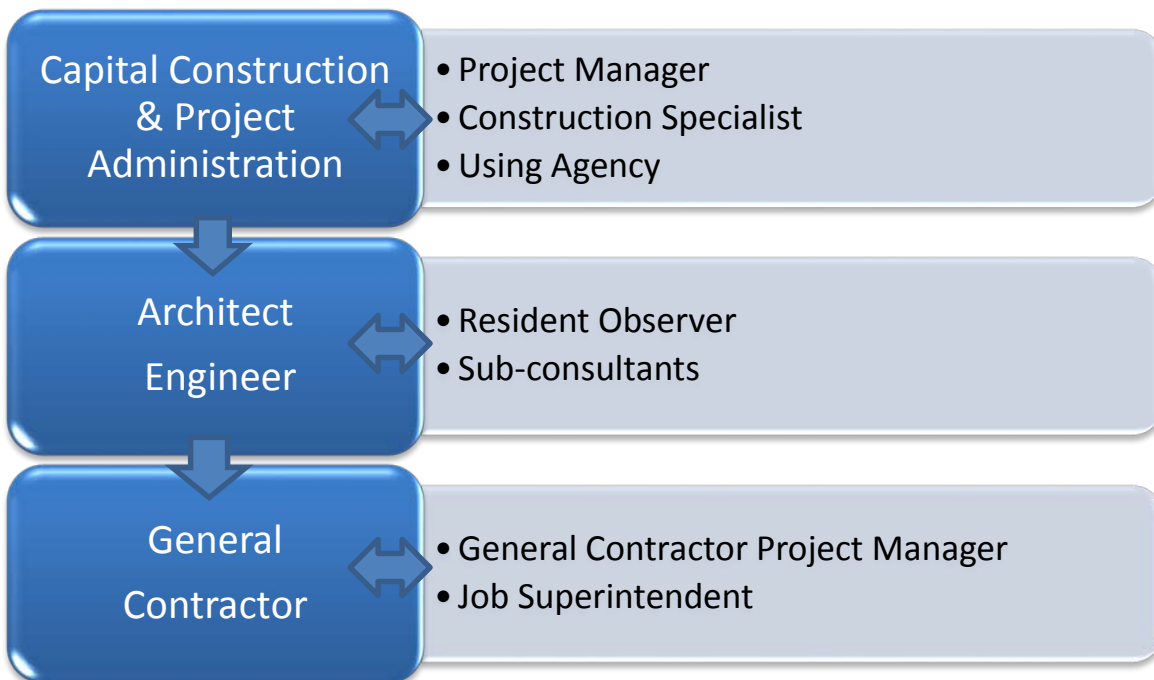 Capital Construction
& Project
Administration
• Project Manager
• Construction Specialist
• Using Agency
Architect
Engineer
• Resident Observer
• Sub-consultants
General
Contractor
• General Contractor Project Manager
• Job Superintendent